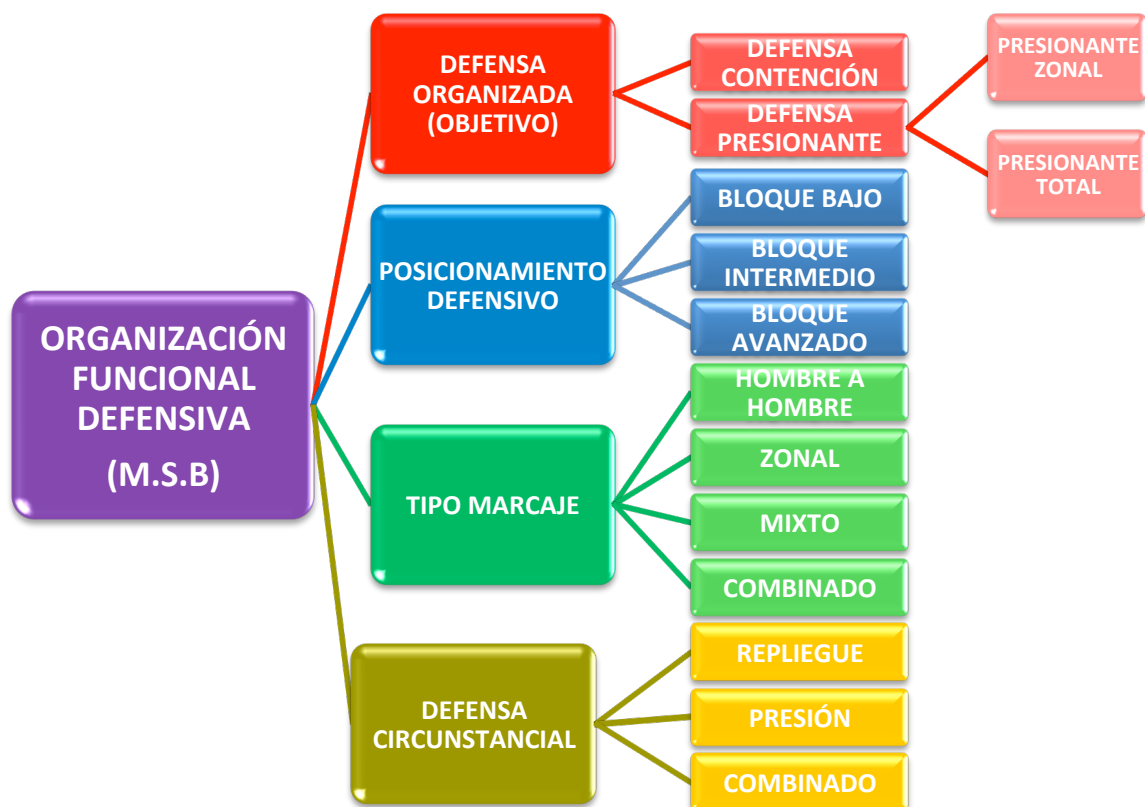 ORGANIZACIÓN
FUNCIONAL
DEFENSIVA
(M.S.B)
DEFENSA
ORGANIZADA
(OBJETIVO)
DEFENSA
CONTENCIÓN
DEFENSA
PRESIONANTE
PRESIONANTE
ZONAL
PRESIONANTE
TOTAL
POSICIONAMIENTO
DEFENSIVO
BLOQUE BAJO
BLOQUE
INTERMEDIO
BLOQUE
AVANZADO
TIPO MARCAJE
HOMBRE A
HOMBRE
ZONAL
MIXTO
COMBINADO
DEFENSA
CIRCUNSTANCIAL
REPLIEGUE
PRESIÓN
COMBINADO